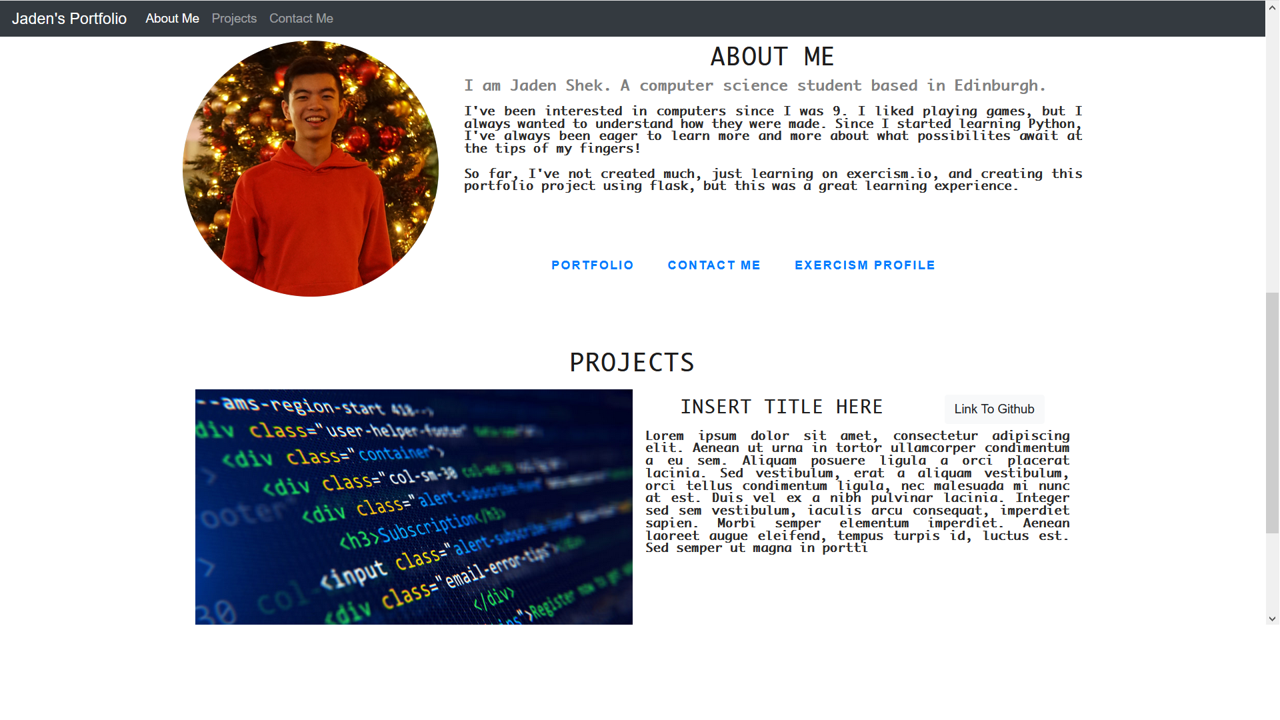 Jaden's Portfolio About Me Projects Contact Me
ABOUT ME
I am Jaden Shek. A computer science student based in Edinburgh.
I've been interested in computers since I was 9. I liked playing games, but I
always wanted to understand how they were made. Since I started learning Python,
I've always been eager to learn more and more about what possibilites await at
the tips of my fingers!
So far, I've not created much, just learning on exercism.io, and creating this
portfolio project using flask, but this was a great learning experience.
PORTFOLIO CONTACT ME EXERCISM PROFILE
PROJECTS
--ams-region-start 418-->
div class="user-helper-footer"
<div class="container">
<div class="col-sm-30
ooter
<div class="alert-subscribe-font"
<h3>Subscription</h3>
<input class="alert-subscribe-input"
30 col-
<div class="email-error-tips">
</div>
"Register now to get
INSERT TITLE HERE Link To Github
Lorem ipsum dolor sit amet, consectetur adipiscing
elit. Aenean ut urna in tortor ullamcorper condimentum
a eu sem. Aliquam posuere ligula a orci placerat
lacinia. Sed vestibulum, erat a aliquam vestibulum,
orci tellus condimentum ligula, nec malesuada mi nunc
at est. Duis vel ex a nibh pulvinar lacinia. Integer
sed sem vestibulum, iaculis arcu consequat, imperdiet
sapien. Morbi semper elementum imperdiet. Aenean
laoreet augue eleifend, tempus turpis id, luctus est.
Sed semper ut magna in portti